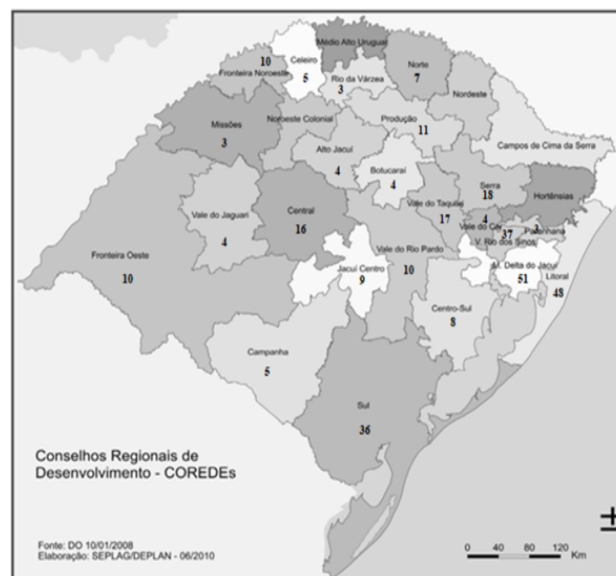 Médio Alto Uruguai
10
Celeiro
Norte
Fronteira Noroeste
5
Rio da Várzea
7
3
Nordeste
Missões
Noroeste Colonial
Produção
3
11
Campos de Cima da Serra
Alto Jacuí
Botucaraí
4
4
Serra
18
Hortênsias
Vale do Taquari
17
4
3
37
V. Rio dos Sinos
Vale do Jaguari
4
Central
16
Fronteira Oeste
10
Vale do Rio Pardo
10
Jacuí Centro
9
51
Litoral
48
Centro-Sul
8
Campanha
5
Sul
36
Conselhos Regionais de
Desenvolvimento - COREDEs
Fonte: DO 10/01/2008
Elaboração: SEPLAG/DEPLAN - 06/2010
0 40 80 120
Km